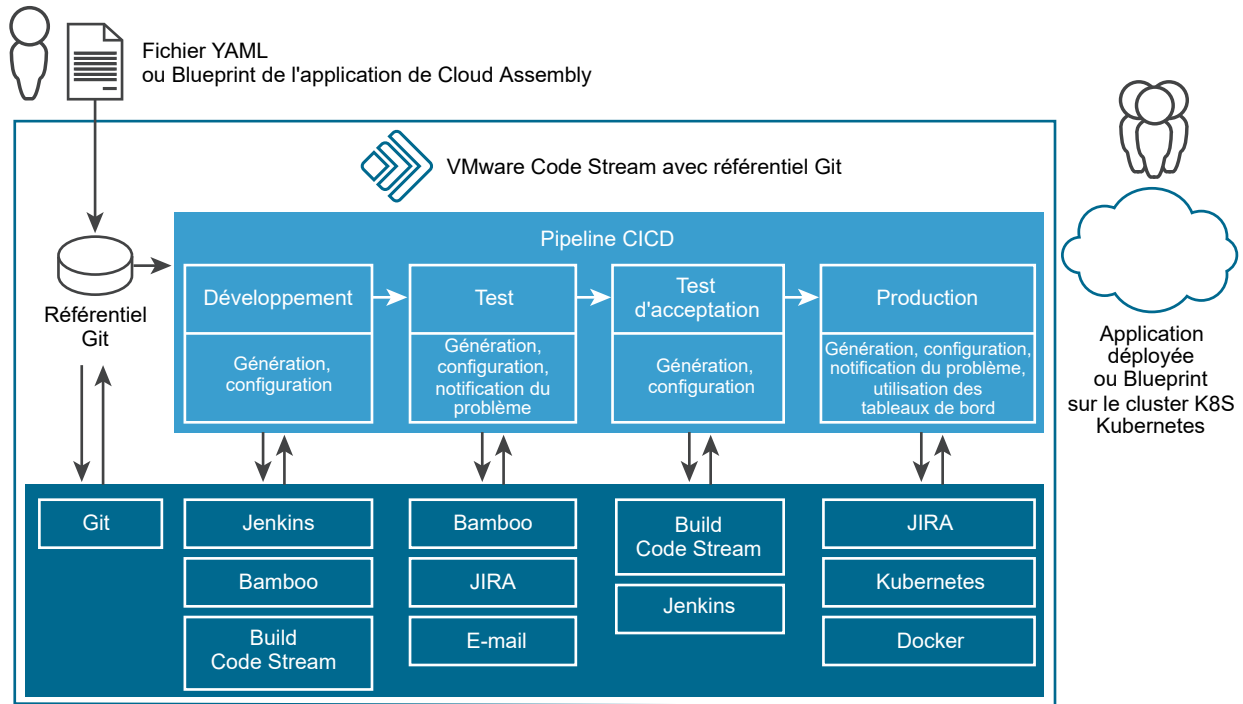 Fichier YAML
ou Blueprint de l'application de Cloud Assembly
VMware Code Stream avec référentiel Git
Pipeline CICD
Référentiel
Git
Développement
Génération,
configuration
Test
Génération,
configuration,
notification du
problème
Test
d'acceptation
Génération,
configuration
Production
Génération, configuration,
notification du problème,
utilisation des
tableaux de bord
Application
déployée
ou Blueprint
sur le cluster K8S
Kubernetes
Git
Jenkins
Bamboo
Build
Code Stream
Bamboo
JIRA
E-mail
Build
Code Stream
Jenkins
JIRA
Kubernetes
Docker